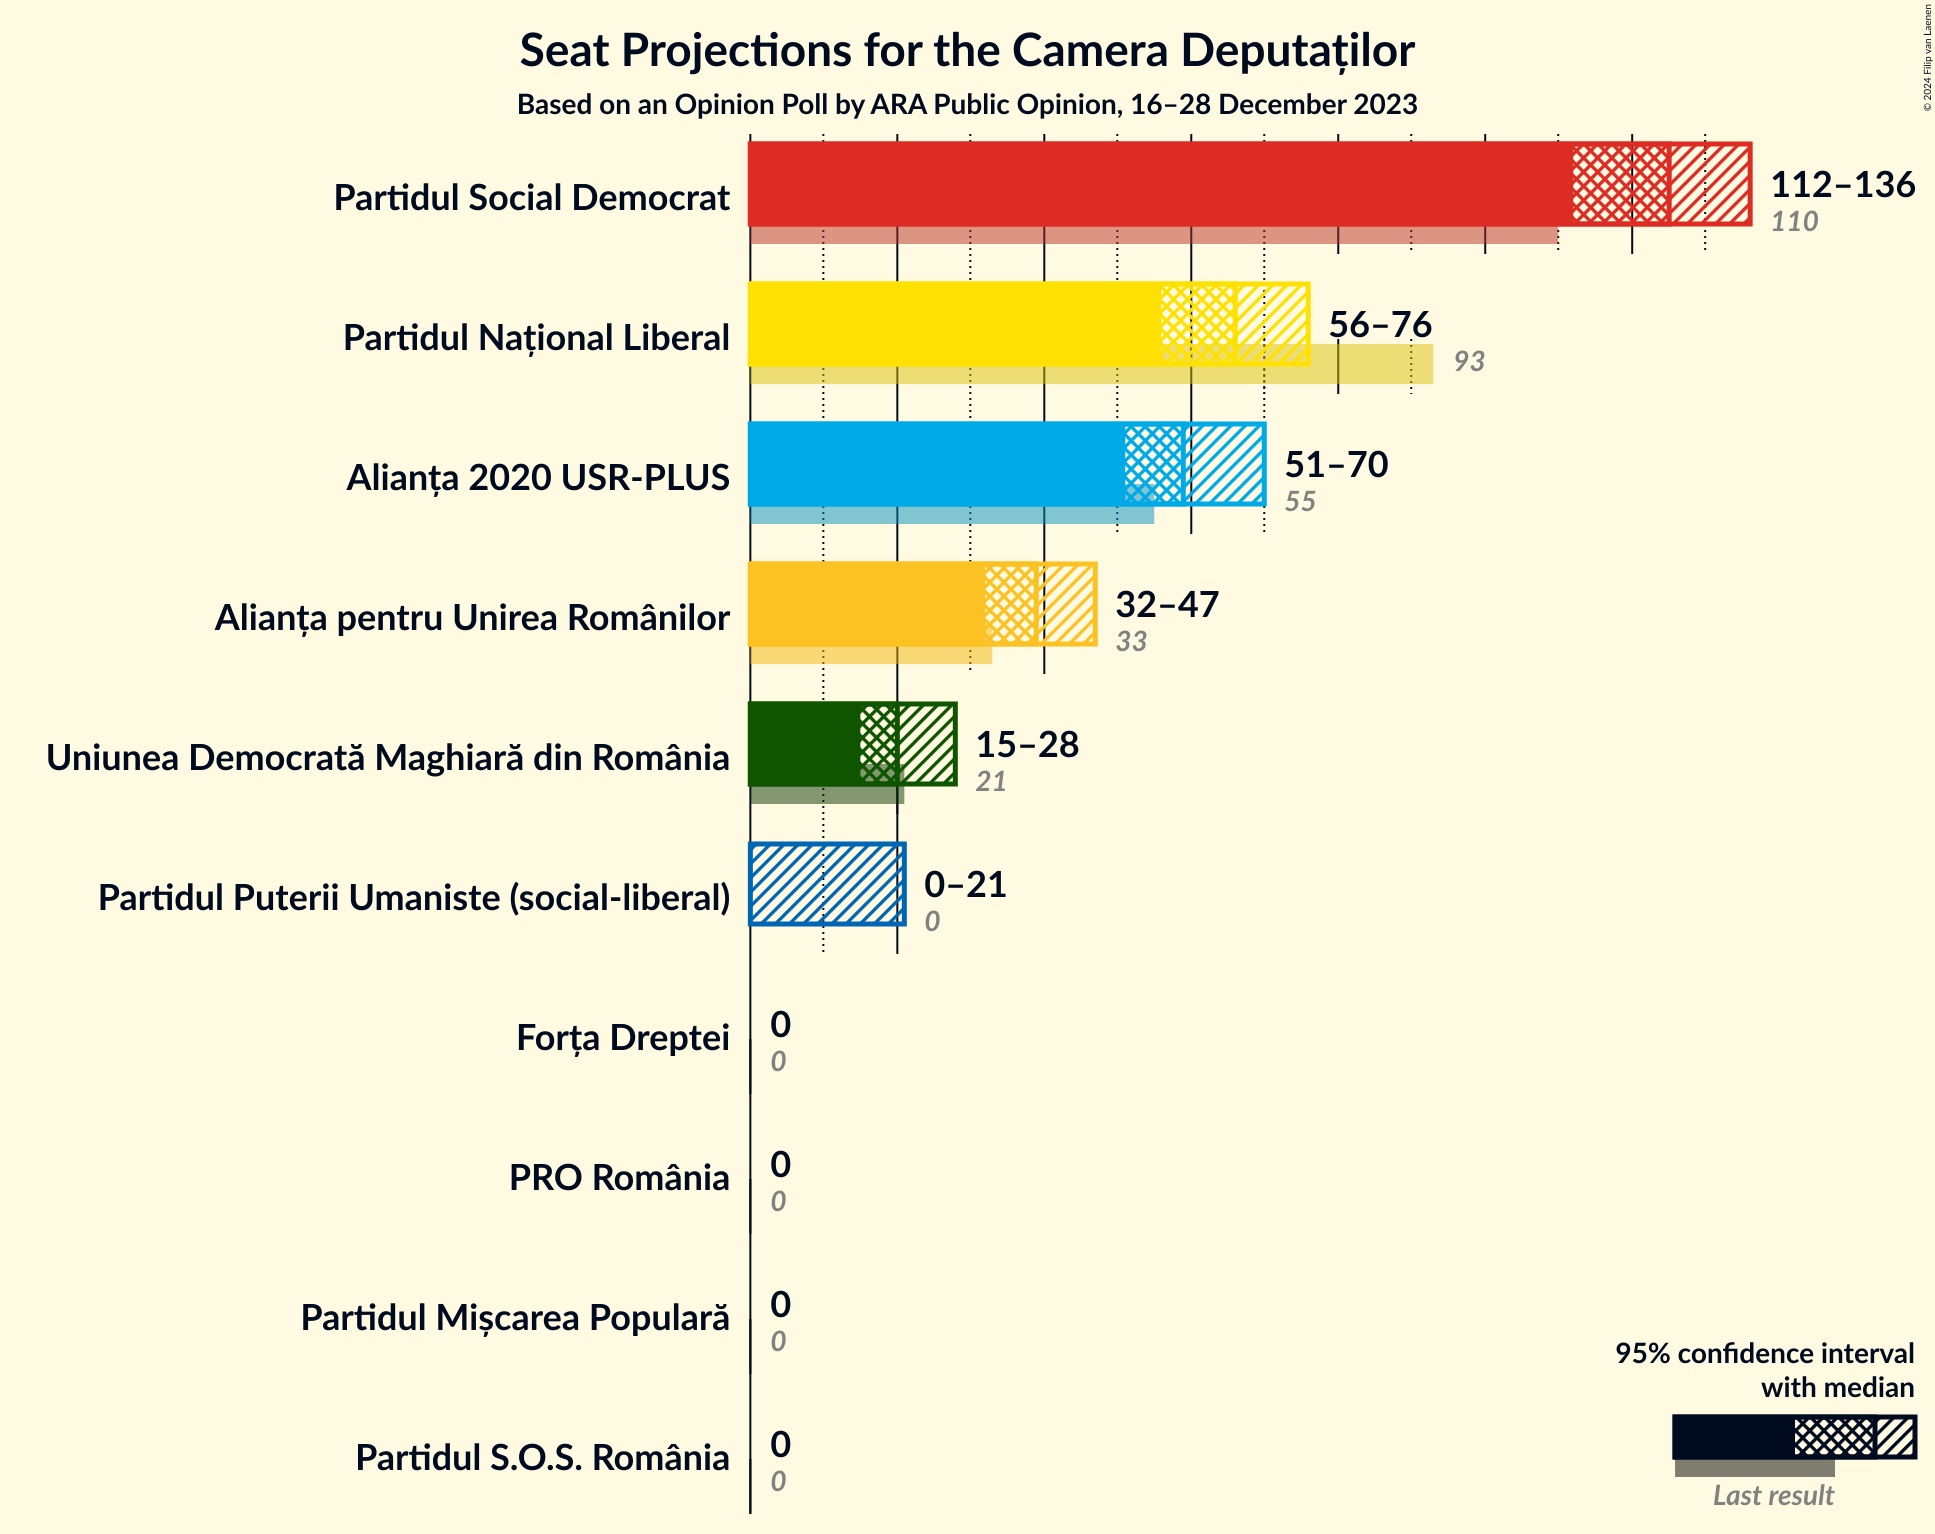 Seat Projections for the Camera Deputaților
Based on an Opinion Poll by ARA Public Opinion, 16–28 December 2023
© 2024 Filip van Laenen
Partidul Social Democrat
112–136
110
Partidul Național Liberal
56–76
93
Alianța 2020 USR-PLUS
51–70
55
Alianța pentru Unirea Românilor
32–47
33
Uniunea Democrată Maghiară din România
15–28
21
Partidul Puterii Umaniste (social-liberal)
0–21
0
Forța Dreptei
0
0
PRO România
0
0
Partidul Mișcarea Populară
0
0
Partidul S.O.S. România
0
0
95% confidence interval
with median
Last result